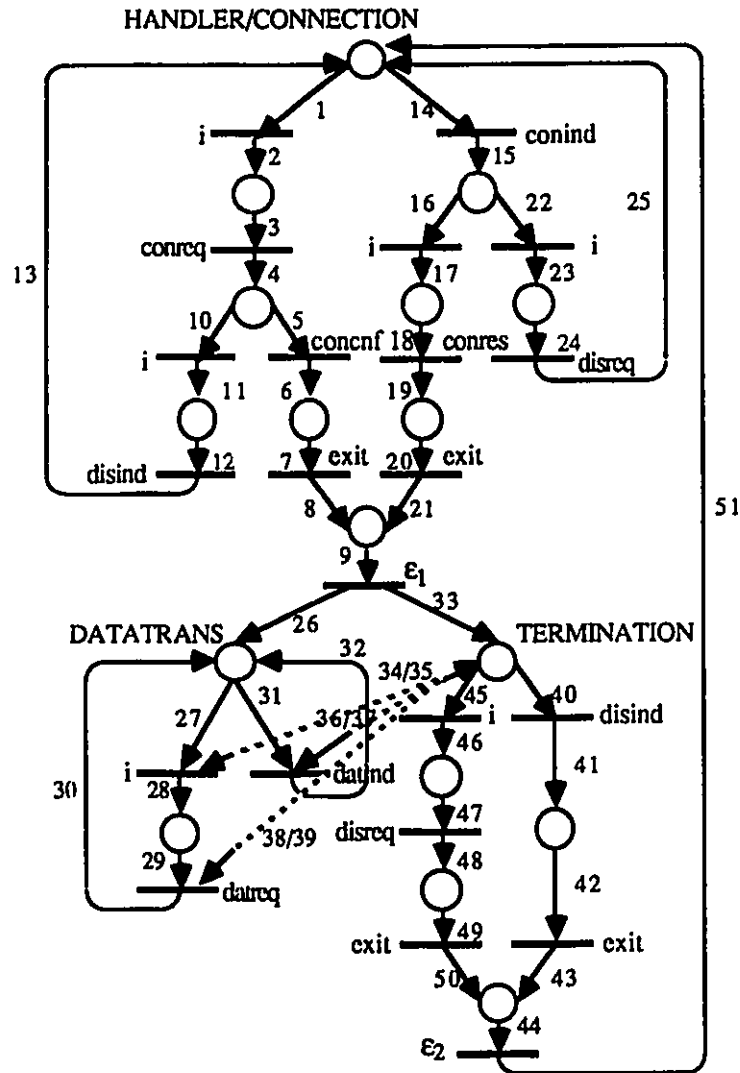 HANDLER/CONNECTION
1 14
i conind
2 15
16 22 25
3
conreq i i
13 4 17 23
10 5
concnf 18 conres 24
i disreq
11 6 19
disind 12 7 exit 20 exit
8 21 51
9
ε1
26 33
DATATRANS TERMINATION
32
31 34/35 45 40
27 36/37 i disind
46
i datind 41
30 28
47
38/39 disreq
29 48
datreq 42
49
exit exit
50 43
44
ε2